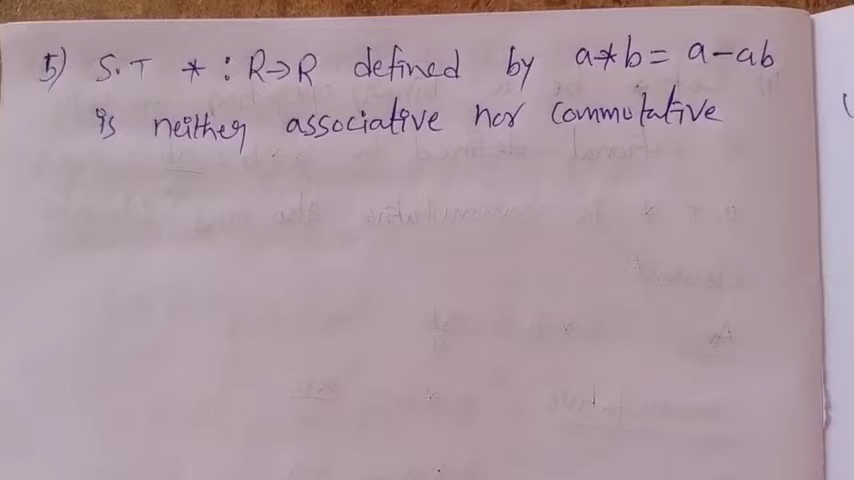 5) S.T * : R→R defined by a*b = a-ab
is neither associative nor commutative